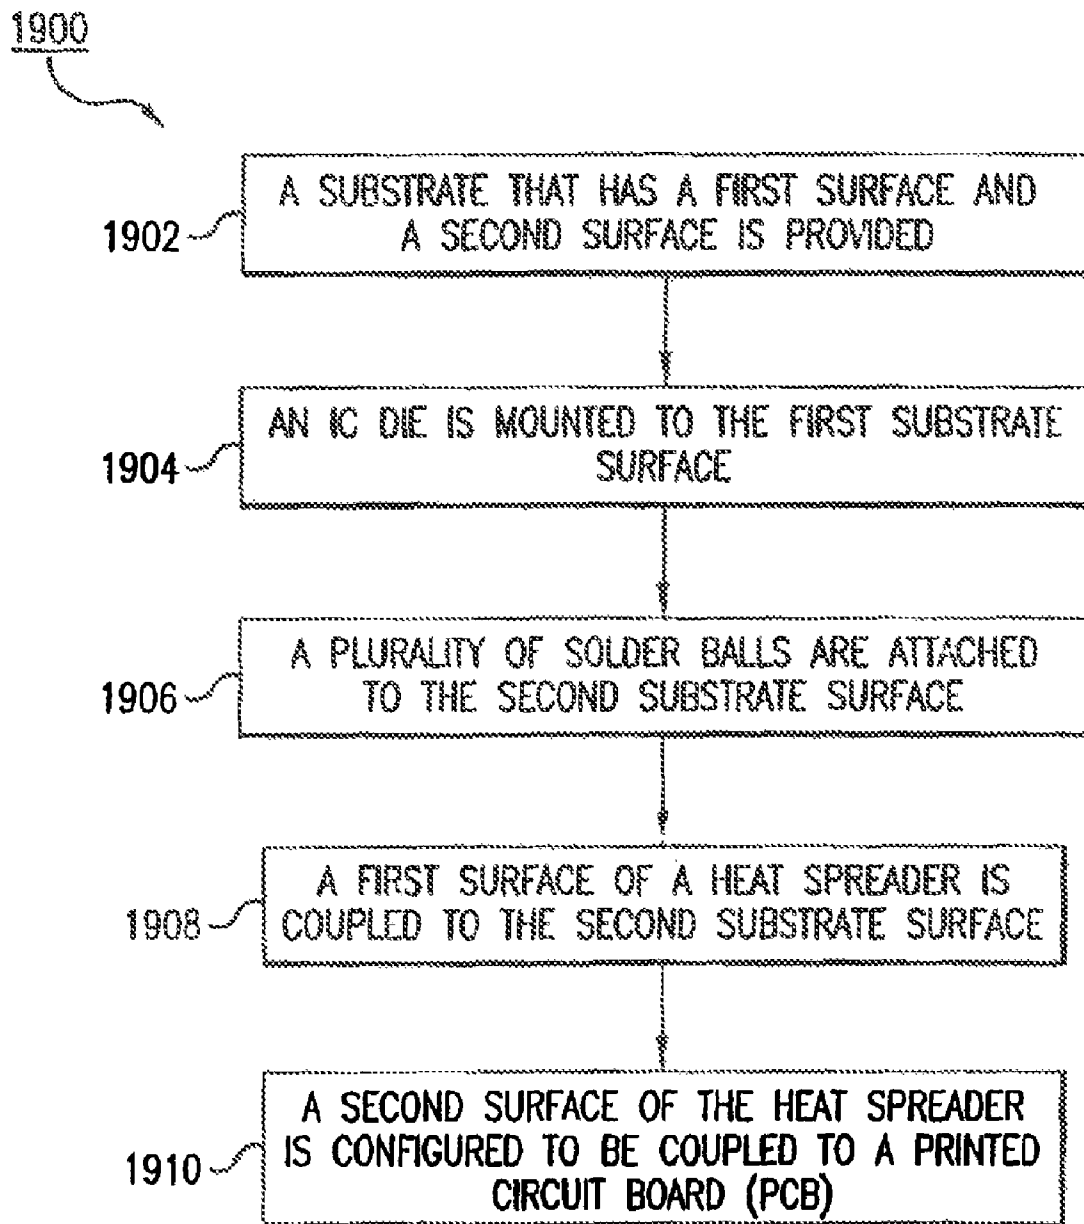 1900
A SUBSTRATE THAT HAS A FIRST SURFACE AND
A SECOND SURFACE IS PROVIDED
1902
AN IC DIE IS MOUNTED TO THE FIRST SUBSTRATE
SURFACE
1904
A PLURALITY OF SOLDER BALLS ARE ATTACHED
TO THE SECOND SUBSTRATE SURFACE
1906
A FIRST SURFACE OF A HEAT SPREADER IS
COUPLED TO THE SECOND SUBSTRATE SURFACE
1908
A SECOND SURFACE OF THE HEAT SPREADER
IS CONFIGURED TO BE COUPLED TO A PRINTED
CIRCUIT BOARD (PCB)
1910